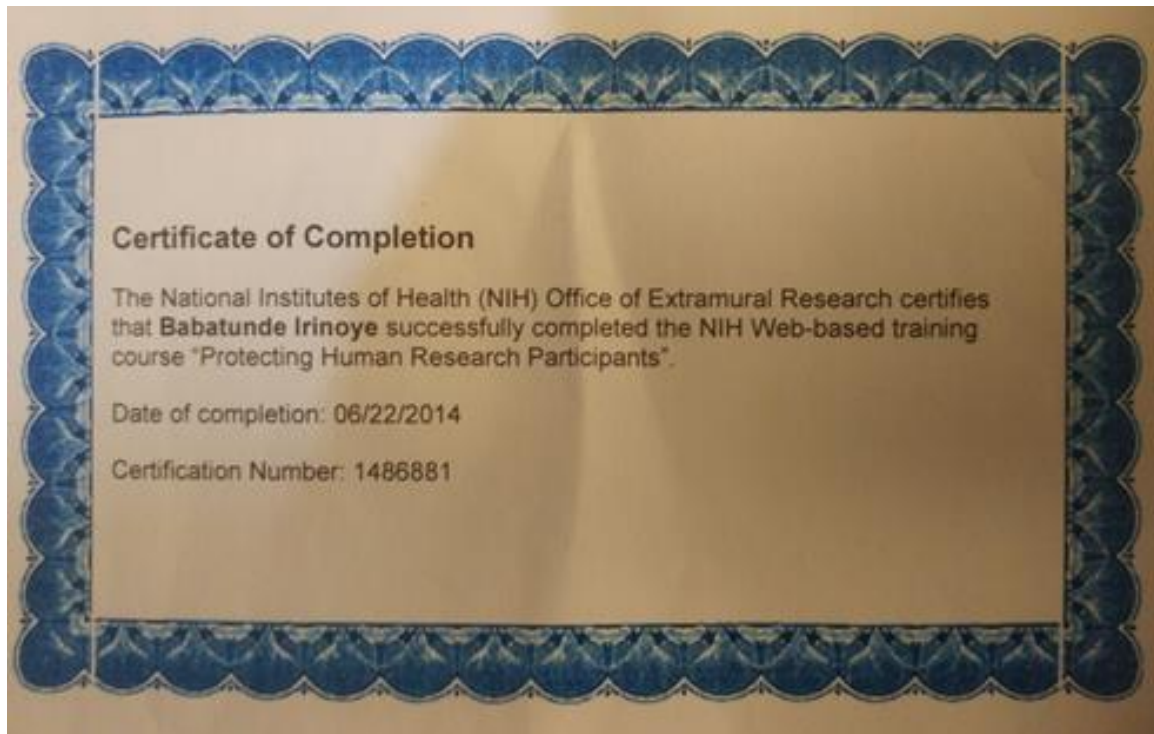 Certificate of Completion
The National Institutes of Health (NIH) Office of Extramural Research certifies
that Babatunde Irinoye successfully completed the NIH Web-based training
course "Protecting Human Research Participants".
Date of completion: 06/22/2014
Certification Number: 1486881